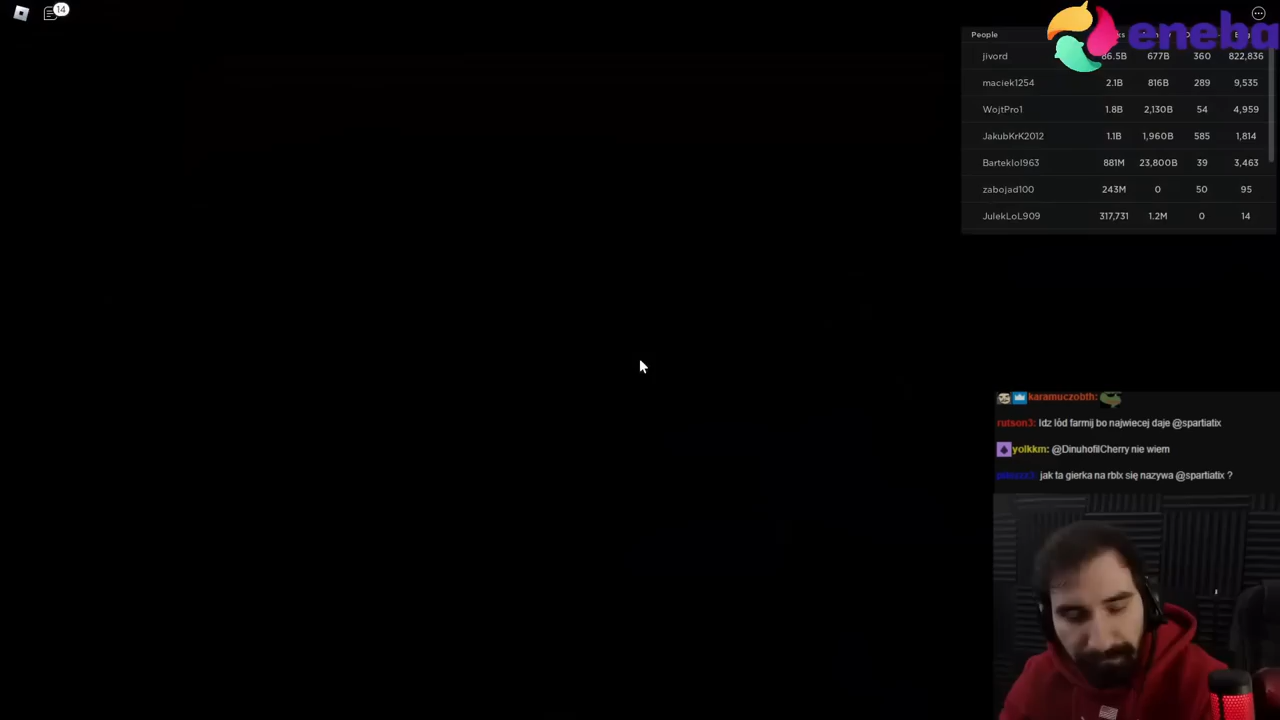 14
eneba
People
jivord 677B 360 822,836
maciek1254 2.1B 816B 289 9,535
WojtPro1 1.8B 2,130B 54 4,959
JakubKrK2012 1.1B 1,960B 585 1,814
Barteklol963 881M 23,800B 39 3,463
zabojad100 243M 0 50 95
JulekLoL909 317,731 1.2M 0 14
karamuczobth:
rutson3: Idz lòd farmij bo najwiecej daje @spartiatix
yolkkm: @DinuhofilCherry nie wiem
jak ta gierka na rblx się nazywa @spartiatix ?